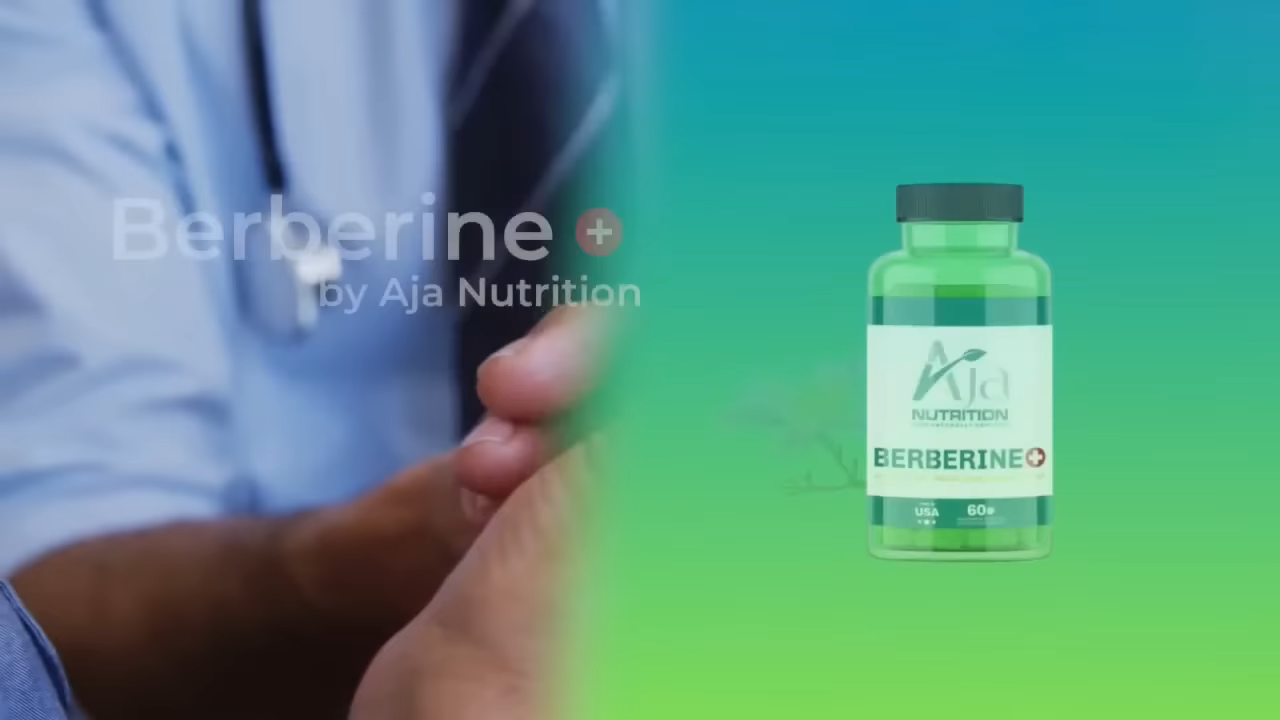 Berberine +
by Aja Nutrition
Aja
NUTRITION
BERBERINE+
USA
60